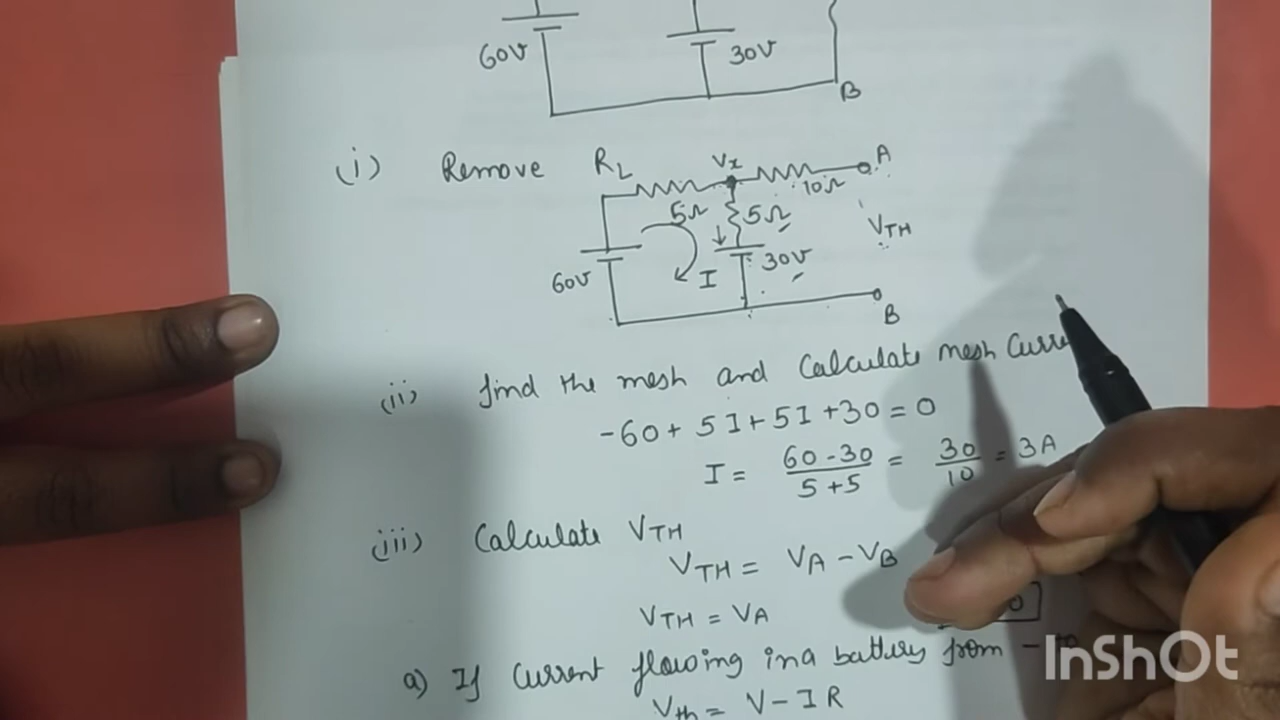 60V
30V
B
(i) Remove RL
Vx
A
10Ω
5Ω
5Ω
VTH
60V
I
30V
B
(ii) find the mesh and Calculate mesh
-60 + 5I + 5I + 30 = 0
I = 60 - 30 / 5 + 5 = 30 / 10 = 3A
(iii) Calculate VTH
VTH = VA - VB
VTH = VA
a) If Current flowing in a battery from -
Vth = V - IR
InShOt